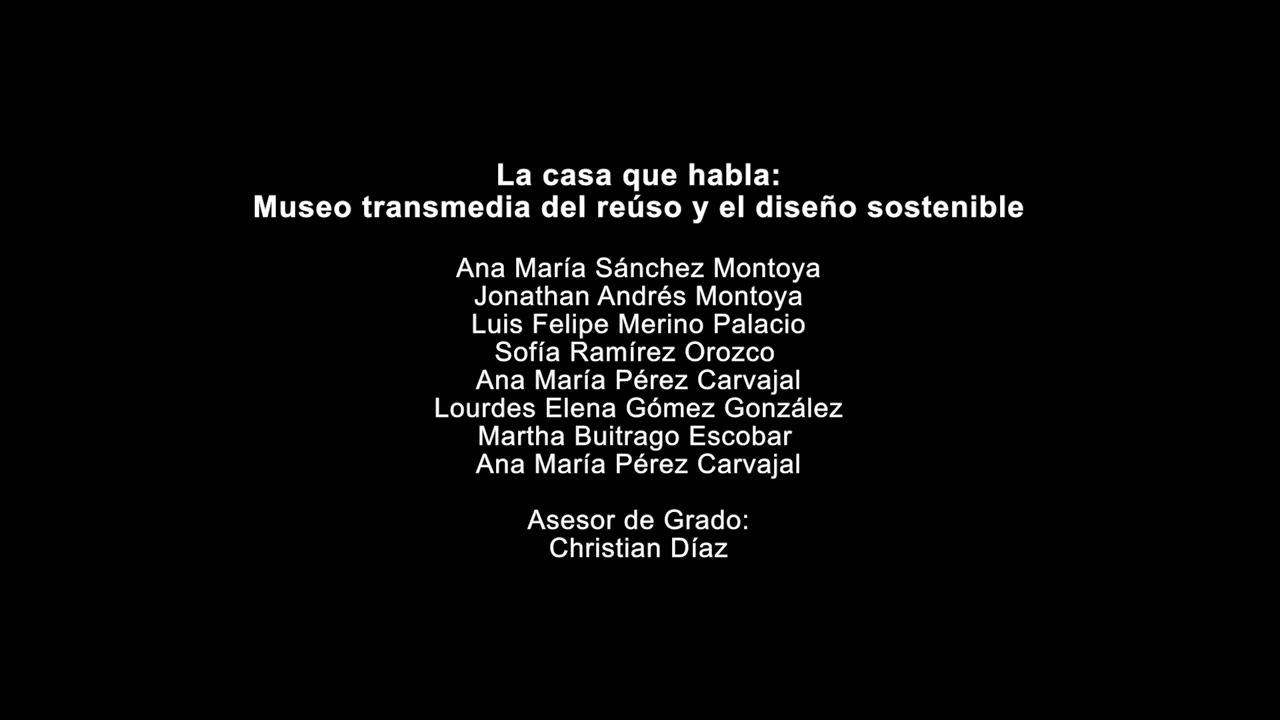 La casa que habla:
Museo transmedia del reúso y el diseño sostenible
Ana María Sánchez Montoya
Jonathan Andrés Montoya
Luis Felipe Merino Palacio
Sofía Ramírez Orozco
Ana María Pérez Carvajal
Lourdes Elena Gómez González
Martha Buitrago Escobar
Ana María Pérez Carvajal
Asesor de Grado:
Christian Díaz